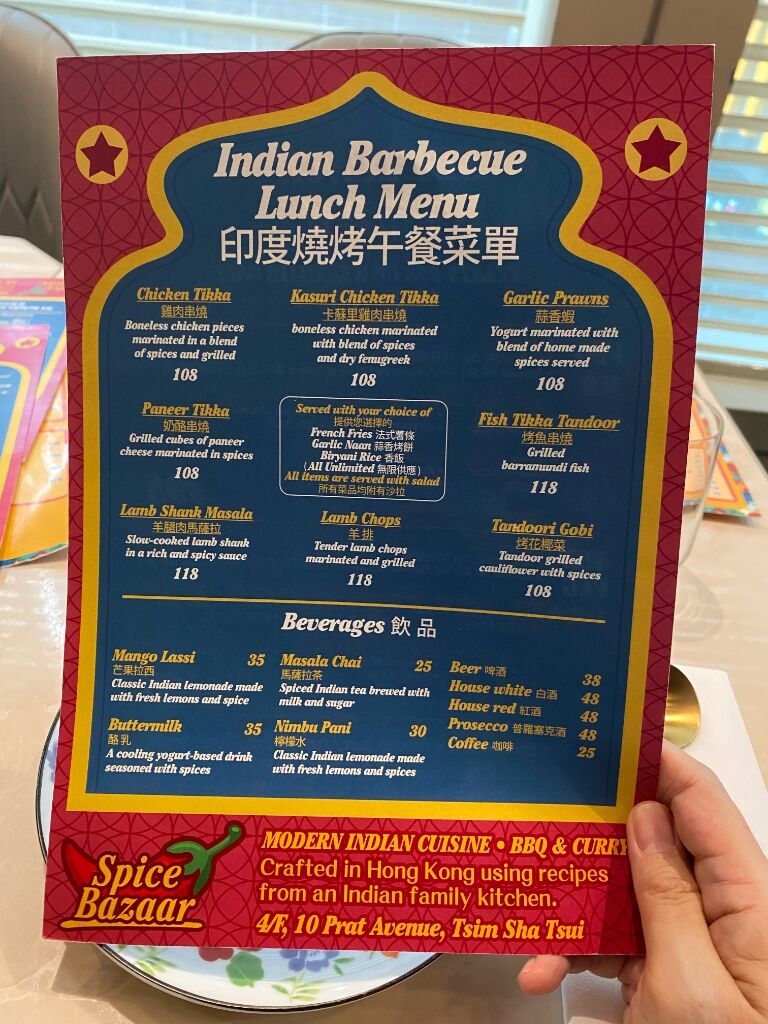 Indian Barbecue
Lunch Menu
印度燒烤午餐菜單
Chicken Tikka
雞肉串燒
Boneless chicken pieces
marinated in a blend
of spices and grilled
108
Kasuri Chicken Tikka
卡蘇里雞肉串燒
boneless chicken marinated
with blend of spices
and dry fenugreek
108
Garlic Prawns
蒜香蝦
Yogurt marinated with
blend of home made
spices served
108
Paneer Tikka
奶酪串燒
Grilled cubes of paneer
cheese marinated in spices
108
Served with your choice of
提供您選擇的
French Fries 法式薯條
Garlic Naan 蒜香烤餅
Biryani Rice 香飯
(All Unlimited 無限供應)
All items are served with salad
所有菜品均附有沙拉
Fish Tikka Tandoor
烤魚串燒
Grilled
barramundi fish
118
Lamb Shank Masala
羊腿肉馬薩拉
Slow-cooked lamb shank
in a rich and spicy sauce
118
Lamb Chops
羊排
Tender lamb chops
marinated and grilled
118
Tandoori Gobi
烤花椰菜
Tandoor grilled
cauliflower with spices
108
Beverages 飲品
Mango Lassi 35
芒果拉西
Classic Indian lemonade made
with fresh lemons and spice
Buttermilk 35
酪乳
A cooling yogurt-based drink
seasoned with spices
Masala Chai 25
馬薩拉茶
Spiced Indian tea brewed with
milk and sugar
Nimbu Pani 30
檸檬水
Classic Indian lemonade made
with fresh lemons and spices
Beer 啤酒 38
House white 白酒 48
House red 紅酒 48
Prosecco 普羅塞克酒 48
Coffee 咖啡 25
Spice
Bazaar
MODERN INDIAN CUISINE • BBQ & CURRY
Crafted in Hong Kong using recipes
from an Indian family kitchen.
4/F, 10 Prat Avenue, Tsim Sha Tsui